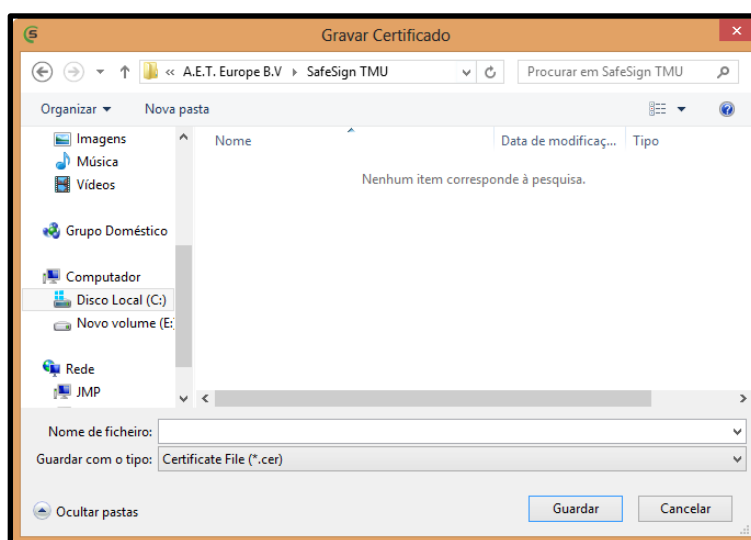 Gravar Certificado
« A.E.T. Europe B.V ▸ SafeSign TMU
Procurar em SafeSign TMU
Organizar
Nova pasta
Imagens
Música
Vídeos
Grupo Doméstico
Computador
Disco Local (C:)
Novo volume (E:
Rede
JMP
Nome
Data de modificaç...
Tipo
Nenhum item corresponde à pesquisa.
Nome de ficheiro:
Guardar com o tipo: Certificate File (*.cer)
Ocultar pastas
Guardar
Cancelar